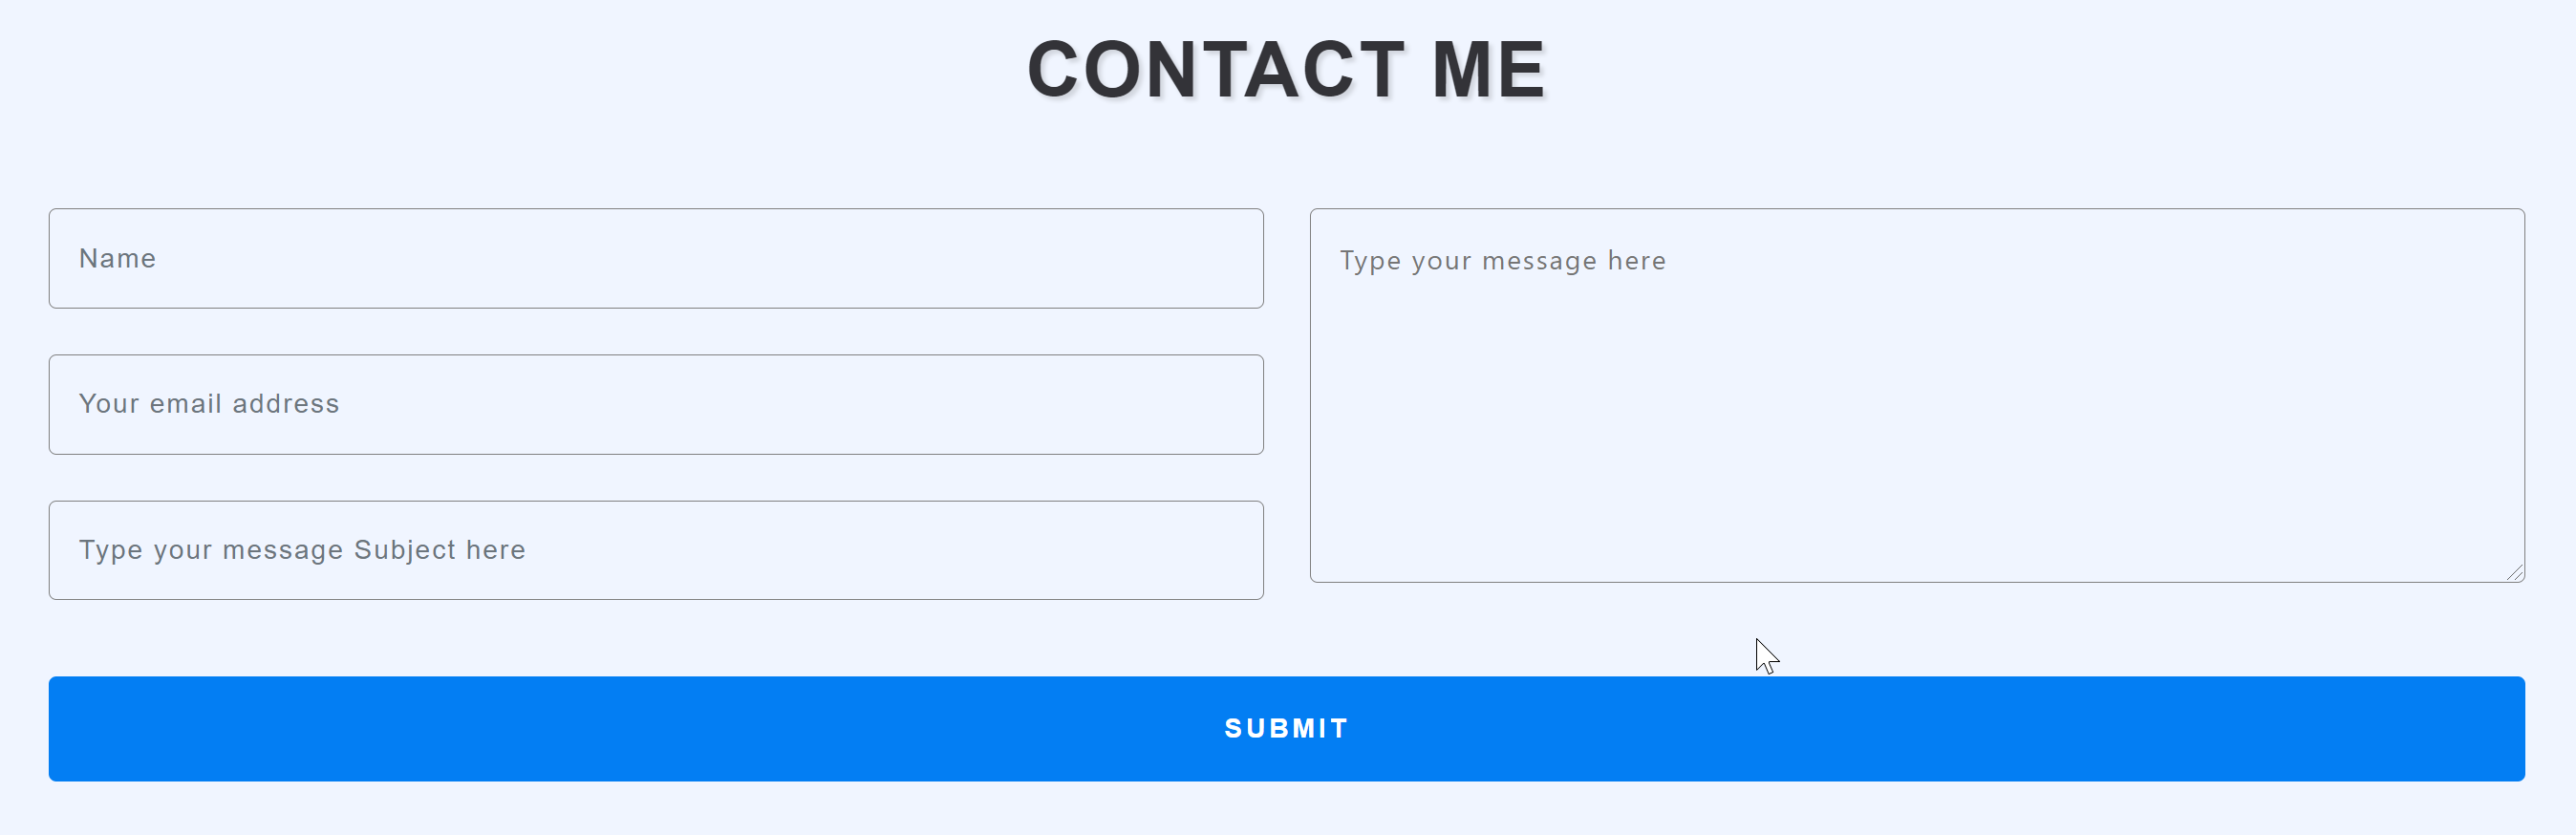 CONTACT ME
Name
Your email address
Type your message Subject here
Type your message here
SUBMIT